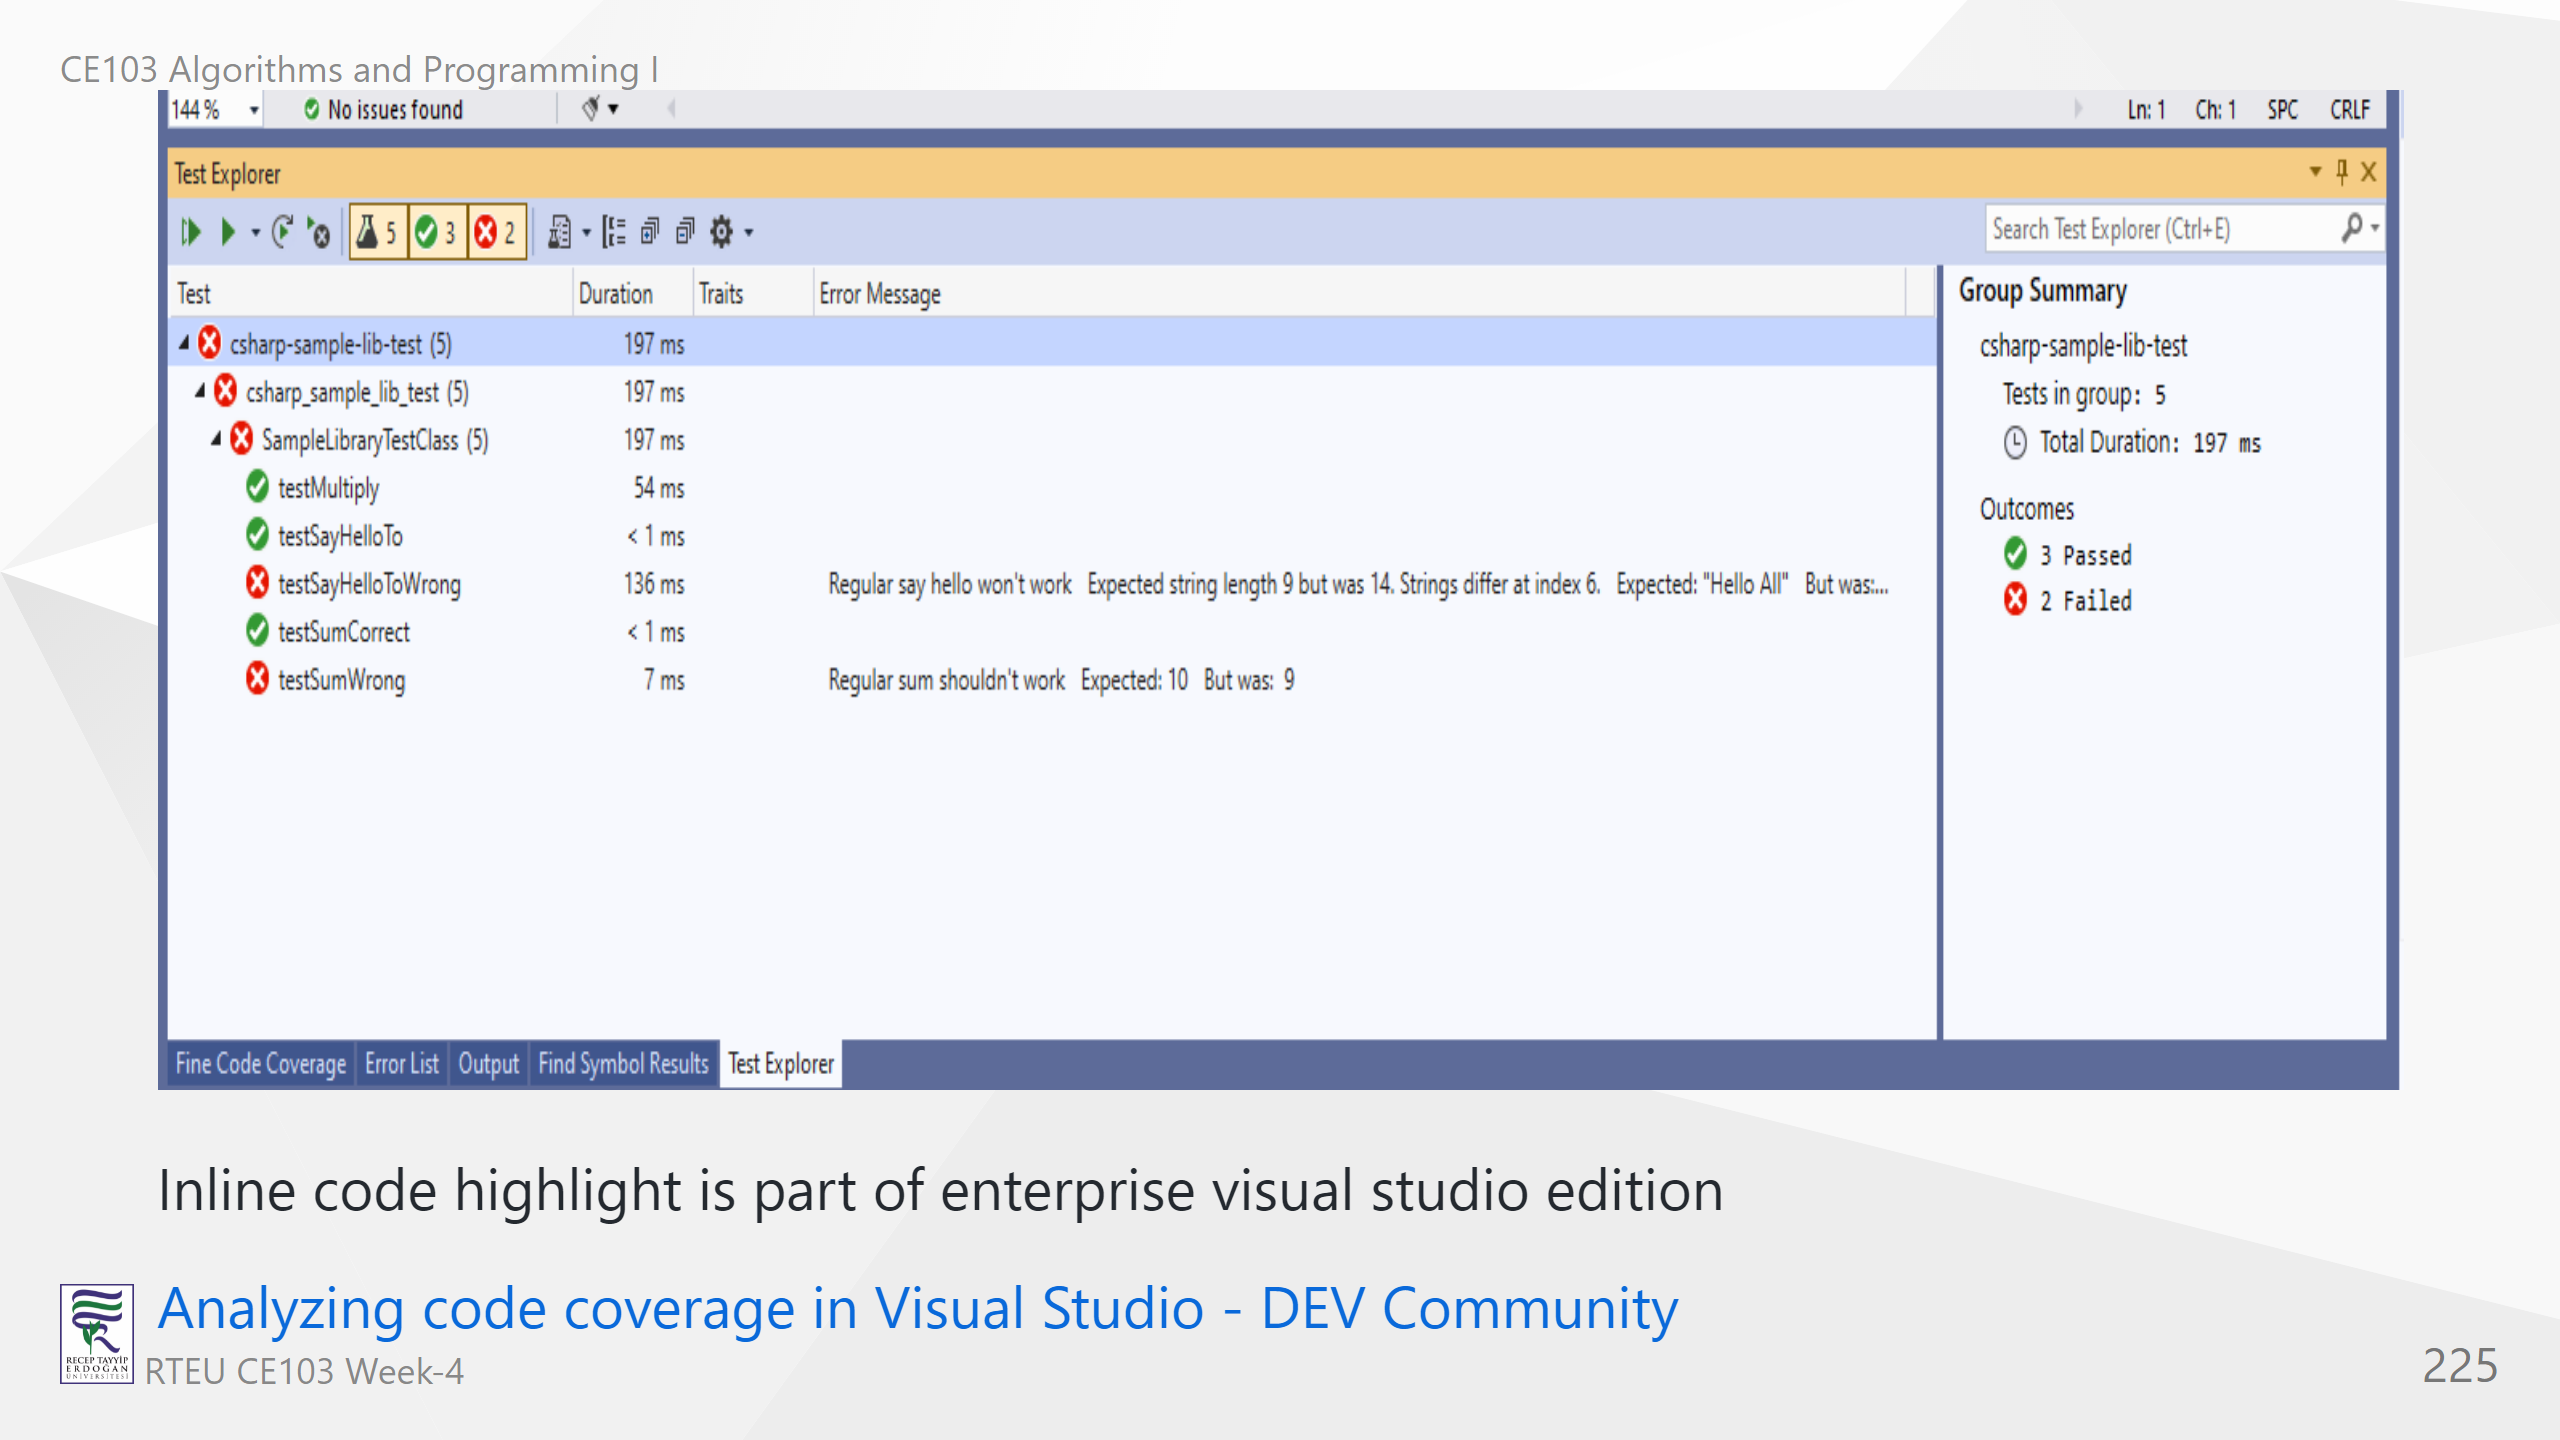 CE103 Algorithms and Programming I
144 % No issues found Ln: 1 Ch: 1 SPC CRLF
Test Explorer
5 3 2 Search Test Explorer (Ctrl+E)
Test Duration Traits Error Message
csharp-sample-lib-test (5) 197 ms
csharp_sample_lib_test (5) 197 ms
SampleLibraryTestClass (5) 197 ms
testMultiply 54 ms
testSayHelloTo < 1 ms
testSayHelloToWrong 136 ms Regular say hello won't work Expected string length 9 but was 14. Strings differ at index 6. Expected: "Hello All" But was:...
testSumCorrect < 1 ms
testSumWrong 7 ms Regular sum shouldn't work Expected: 10 But was: 9
Group Summary
csharp-sample-lib-test
Tests in group: 5
Total Duration: 197 ms
Outcomes
3 Passed
2 Failed
Fine Code Coverage Error List Output Find Symbol Results Test Explorer
Inline code highlight is part of enterprise visual studio edition
Analyzing code coverage in Visual Studio - DEV Community
RECEP TAYYİP
ERDOĞAN
ÜNİVERSİTESİ
RTEU CE103 Week-4
225